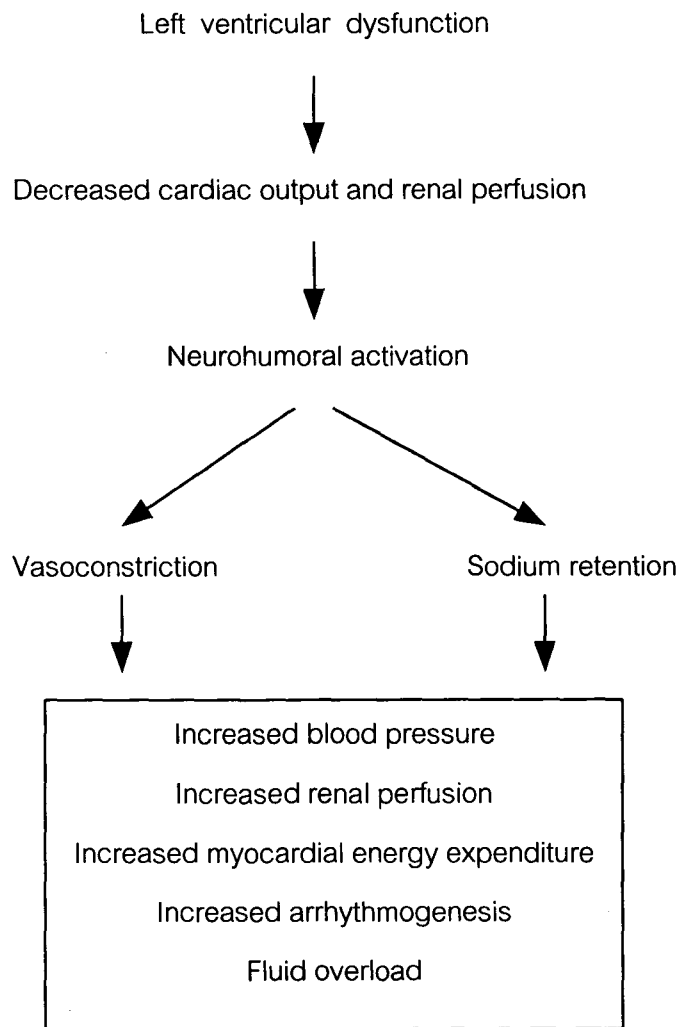 Left ventricular dysfunction
Decreased cardiac output and renal perfusion
Neurohumoral activation
Vasoconstriction
Sodium retention
Increased blood pressure
Increased renal perfusion
Increased myocardial energy expenditure
Increased arrhythmogenesis
Fluid overload